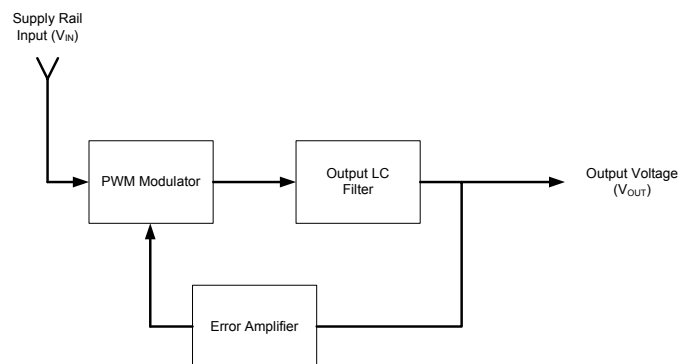 Supply Rail
Input (VIN)
PWM Modulator
Output LC
Filter
Output Voltage
(VOUT)
Error Amplifier